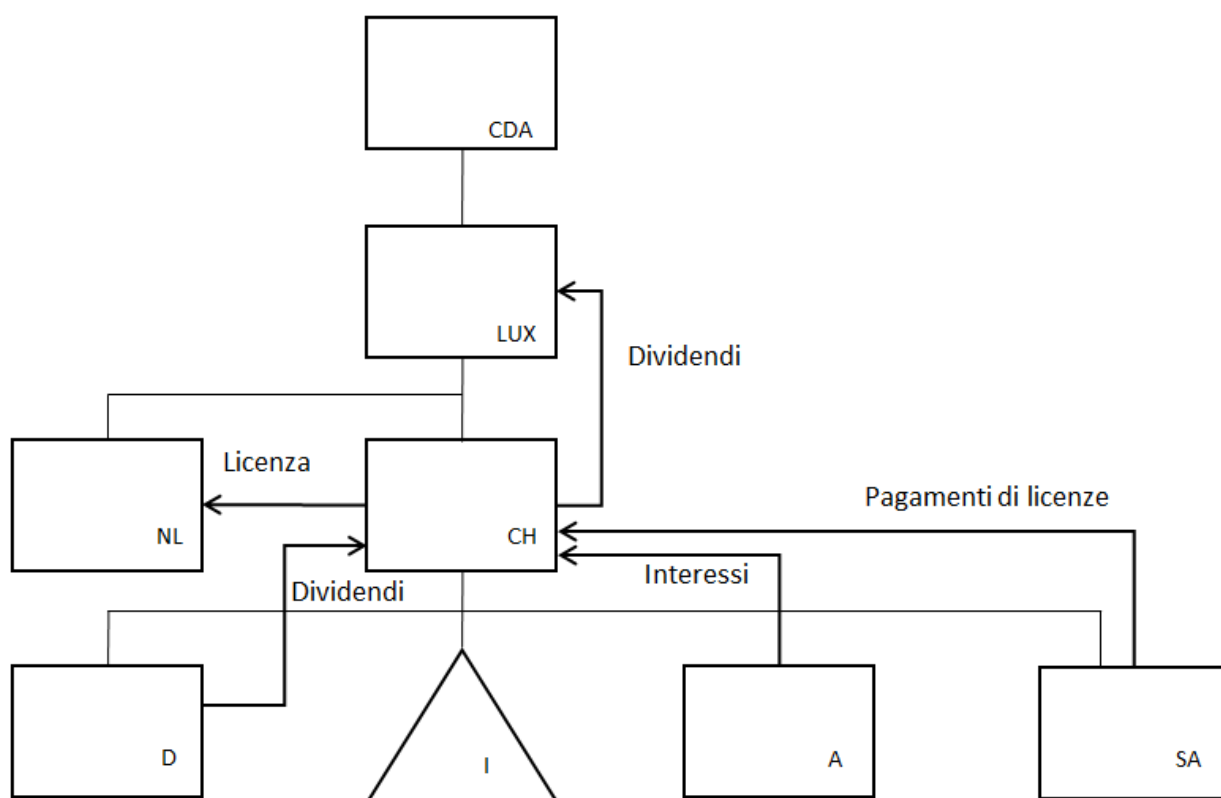 CDA
LUX
Dividendi
Licenza
NL
CH
Pagamenti di licenze
Interessi
Dividendi
D
I
A
SA